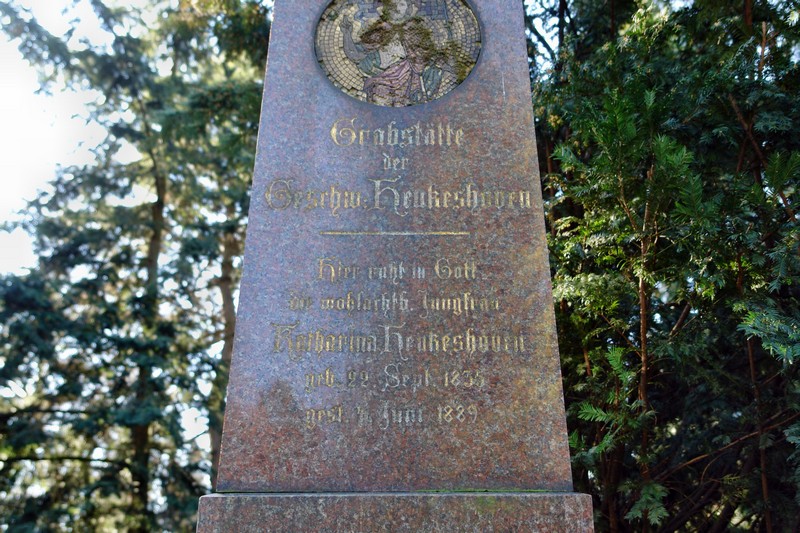 Grabstätte
der
Geschw. Henkeshoven
Hier ruht in Gott
die wohlachtb. Jungfrau
Katharina Henkeshoven
geb. 22. Sept. 1835
gest. Juni 1889